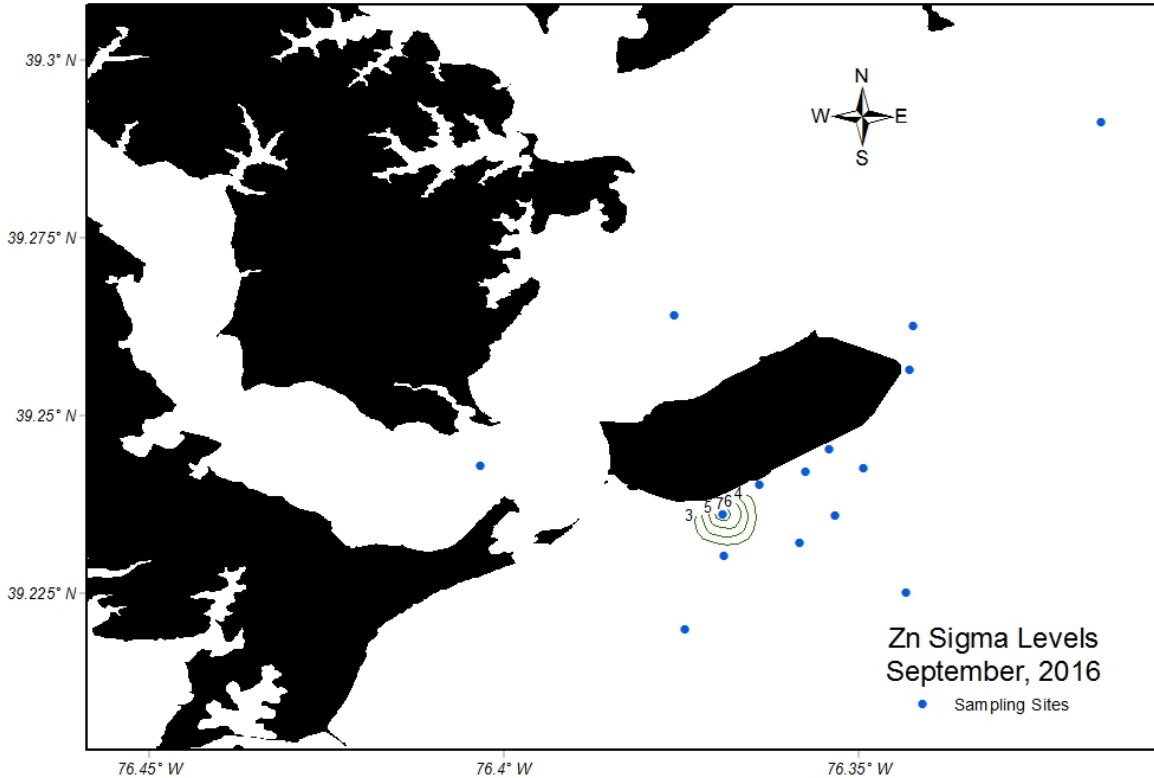 39.3° N
N
W E
S
39.275° N
39.25° N
3 5 7 6 4
39.225° N
Zn Sigma Levels
September, 2016
Sampling Sites
76.45° W 76.4° W 76.35° W